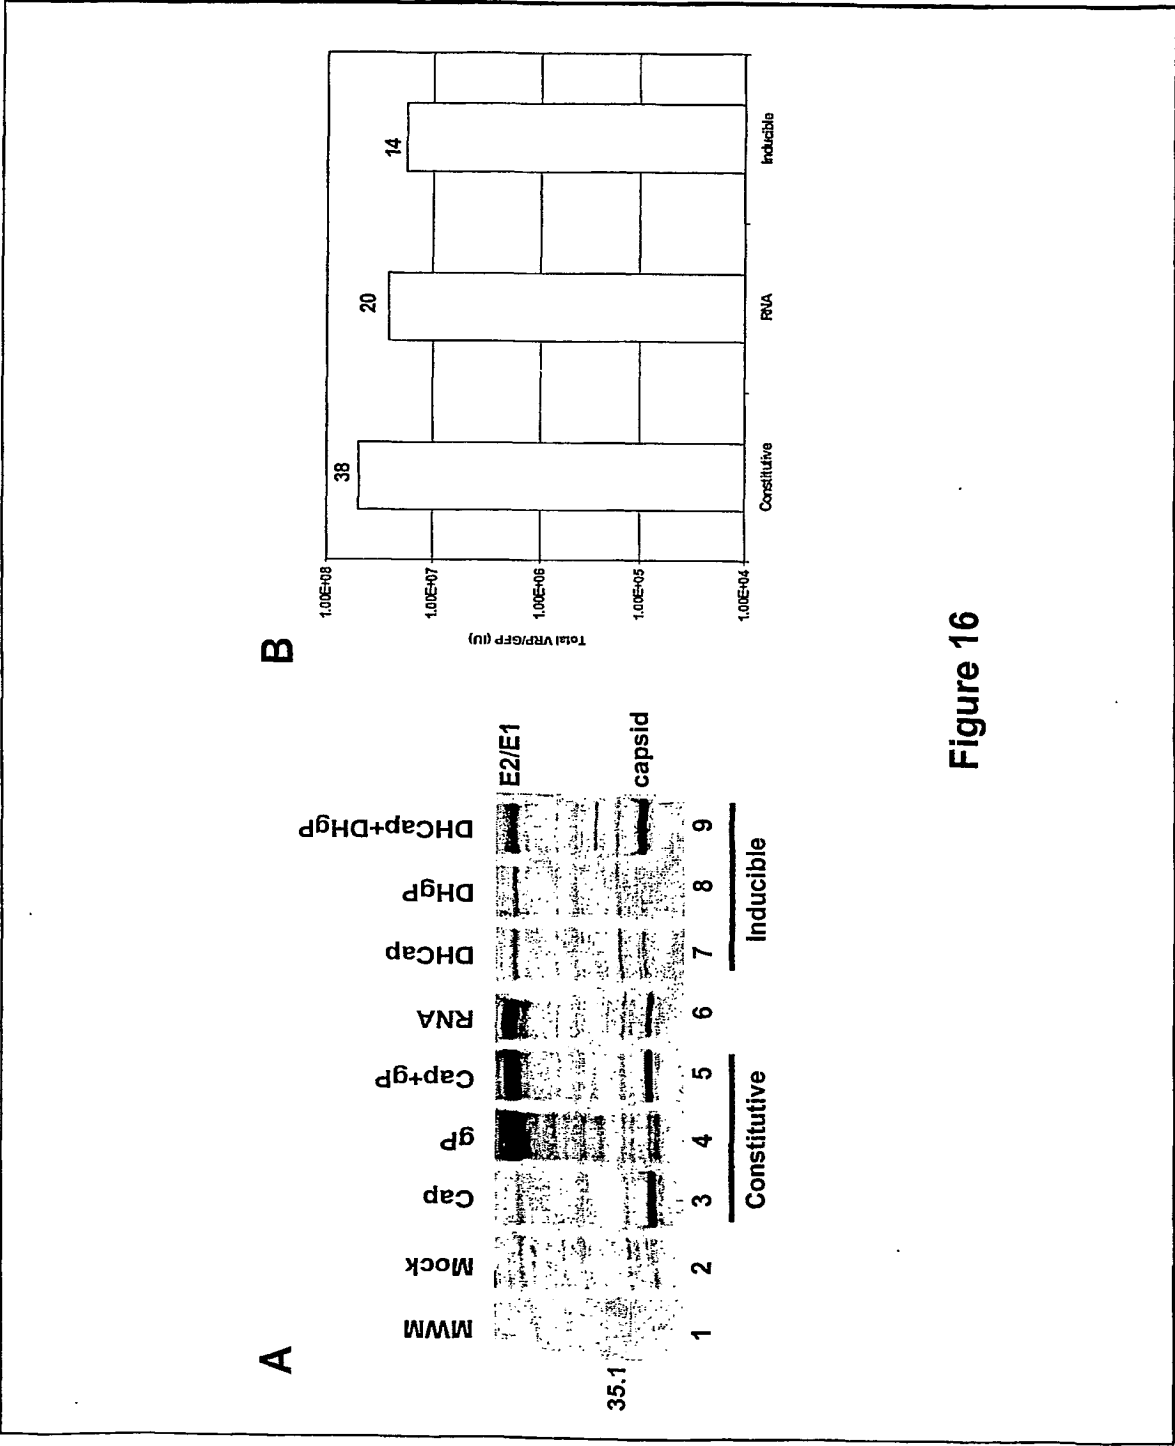 A
MWM
Mock
Cap
gP
Cap+gP
RNA
DHCap
DHgP
DHCap+DHgP
35.1
E2/E1
capsid
1 2 3 4 5 6 7 8 9
Constitutive
Inducible
B
Total VRP/GFP (IU)
1.00E+08
1.00E+07
1.00E+06
1.00E+05
1.00E+04
38
20
14
Constitutive
RNA
Inducible
Figure 16